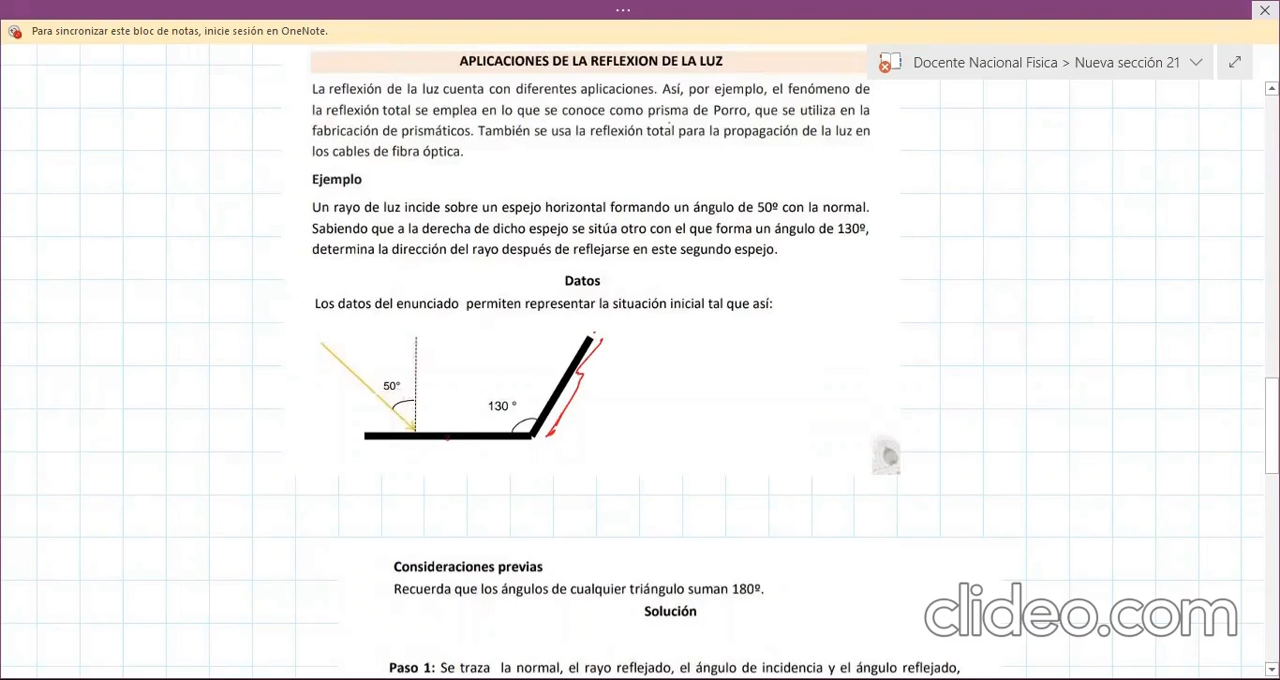 ...
Para sincronizar este bloc de notas, inicie sesión en OneNote.
APLICACIONES DE LA REFLEXION DE LA LUZ
Docente Nacional Fisica > Nueva sección 21
La reflexión de la luz cuenta con diferentes aplicaciones. Así, por ejemplo, el fenómeno de
la reflexión total se emplea en lo que se conoce como prisma de Porro, que se utiliza en la
fabricación de prismáticos. También se usa la reflexión total para la propagación de la luz en
los cables de fibra óptica.
Ejemplo
Un rayo de luz incide sobre un espejo horizontal formando un ángulo de 50º con la normal.
Sabiendo que a la derecha de dicho espejo se sitúa otro con el que forma un ángulo de 130º,
determina la dirección del rayo después de reflejarse en este segundo espejo.
Datos
Los datos del enunciado permiten representar la situación inicial tal que así:
50°
130 °
Consideraciones previas
Recuerda que los ángulos de cualquier triángulo suman 180º.
Solución
clideo.com
Paso 1: Se traza la normal, el rayo reflejado, el ángulo de incidencia y el ángulo reflejado,